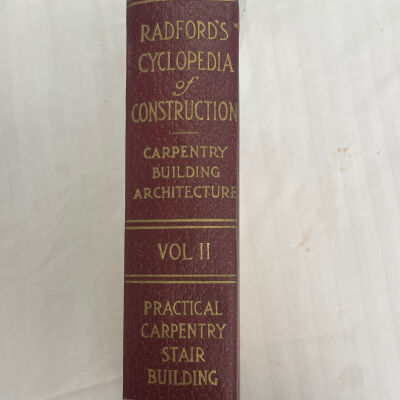 RADFORD'S
CYCLOPEDIA
of
CONSTRUCTION
CARPENTRY
BUILDING
ARCHITECTURE
VOL II
PRACTICAL
CARPENTRY
STAIR
BUILDING